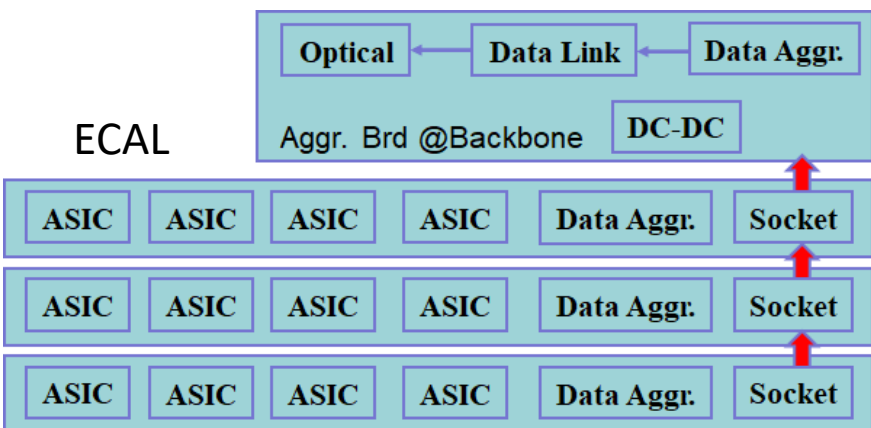 Optical Data Link Data Aggr.
ECAL
Aggr. Brd @Backbone DC-DC
ASIC ASIC ASIC ASIC Data Aggr. Socket
ASIC ASIC ASIC ASIC Data Aggr. Socket
ASIC ASIC ASIC ASIC Data Aggr. Socket